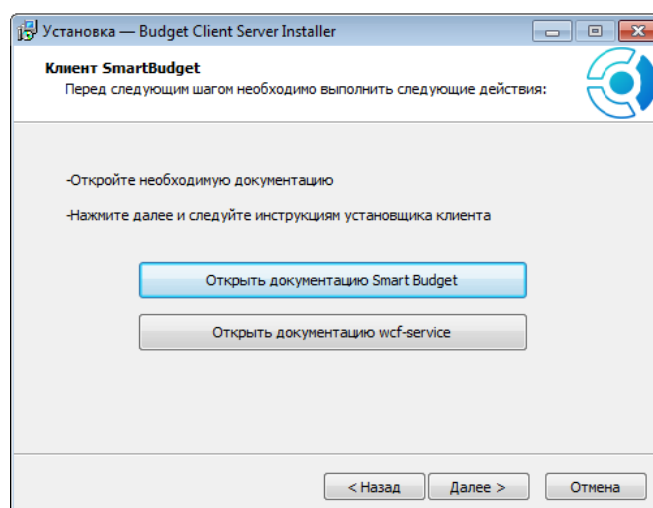 Установка — Budget Client Server Installer
Клиент SmartBudget
Перед следующим шагом необходимо выполнить следующие действия:
-Откройте необходимую документацию
-Нажмите далее и следуйте инструкциям установщика клиента
Открыть документацию Smart Budget
Открыть документацию wcf-service
< Назад
Далее >
Отмена